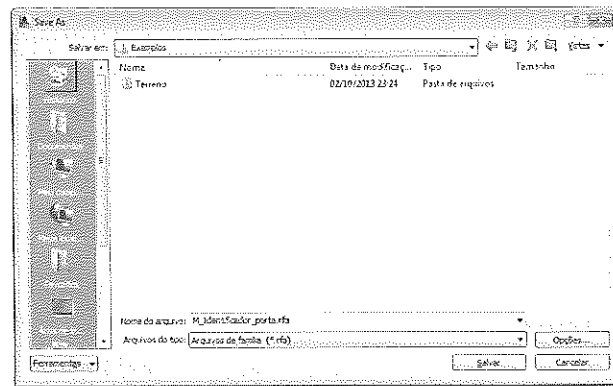 Save As
Salvar em: Exemplos
Nome Data de modificaç... Tipo Tamanho
Terreno 02/10/2013 23:24 Pasta de arquivos
Nome do arquivo: M_Identificador_porta.rfa
Arquivos do tipo: Arquivos de família (*.rfa)
Opções...
Ferramentas
Salvar
Cancelar